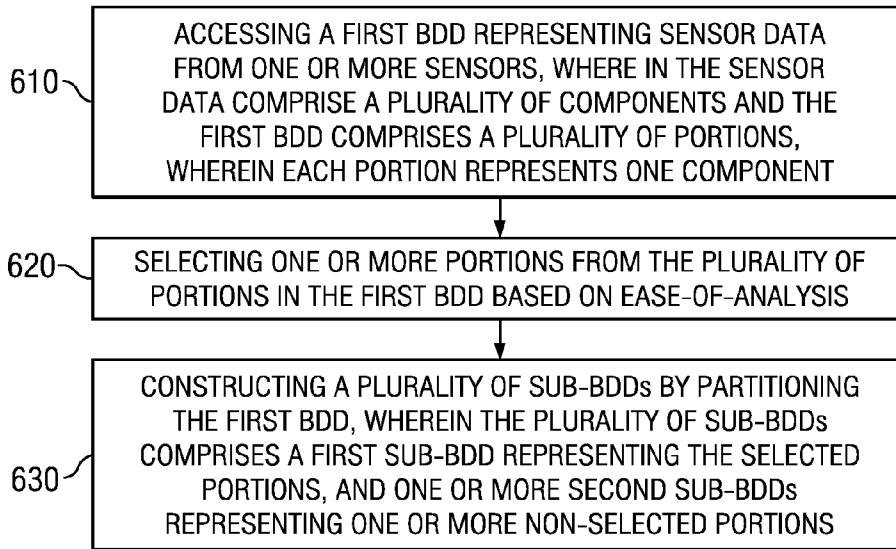 610
ACCESSING A FIRST BDD REPRESENTING SENSOR DATA
FROM ONE OR MORE SENSORS, WHERE IN THE SENSOR
DATA COMPRISE A PLURALITY OF COMPONENTS AND THE
FIRST BDD COMPRISES A PLURALITY OF PORTIONS,
WHEREIN EACH PORTION REPRESENTS ONE COMPONENT
620
SELECTING ONE OR MORE PORTIONS FROM THE PLURALITY OF
PORTIONS IN THE FIRST BDD BASED ON EASE-OF-ANALYSIS
630
CONSTRUCTING A PLURALITY OF SUB-BDDs BY PARTITIONING
THE FIRST BDD, WHEREIN THE PLURALITY OF SUB-BDDs
COMPRISES A FIRST SUB-BDD REPRESENTING THE SELECTED
PORTIONS, AND ONE OR MORE SECOND SUB-BDDs
REPRESENTING ONE OR MORE NON-SELECTED PORTIONS